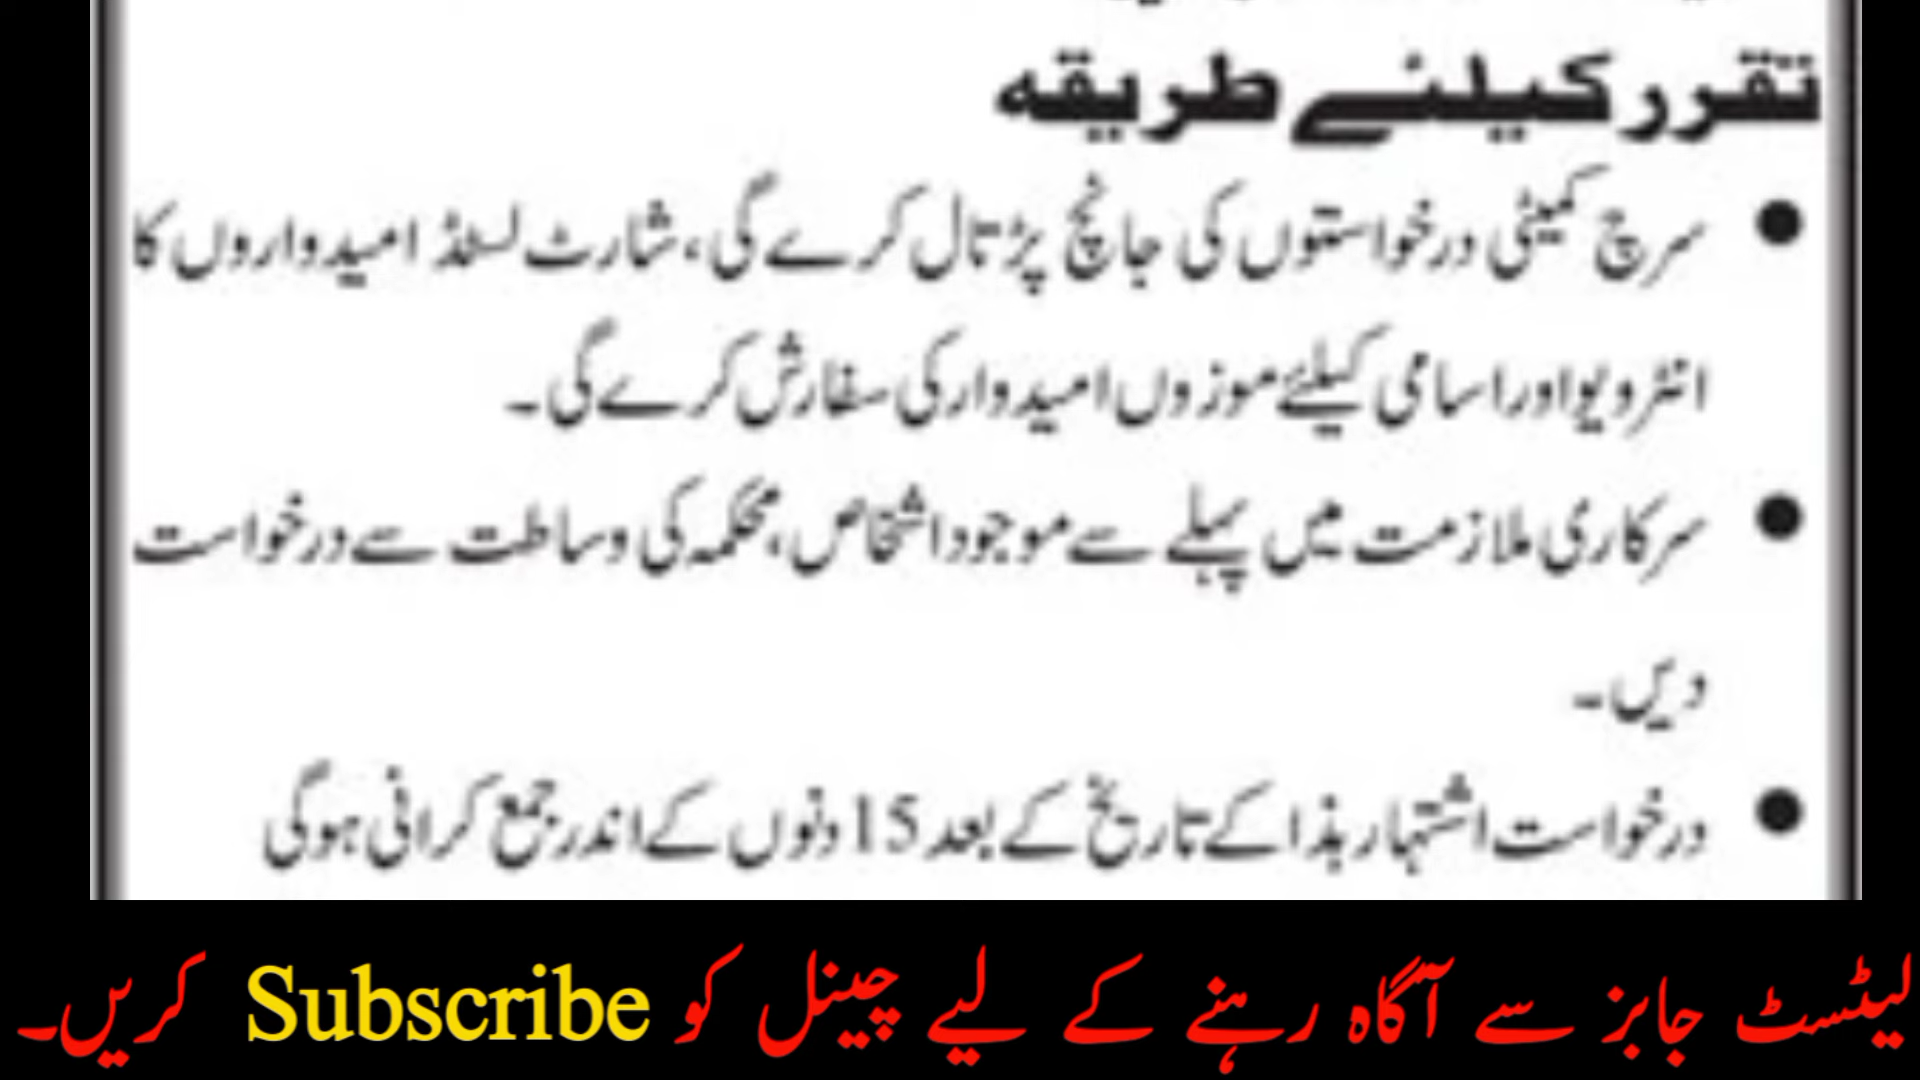 تقرر کیلئے طریقہ
● سرچ کمیٹی درخواستوں کی جانچ پڑتال کرے گی، شارٹ لسٹڈ امیدواروں کا
انٹرویو اور اسامی کیلئے موزوں امیدوار کی سفارش کرے گی۔
● سرکاری ملازمت میں پہلے سے موجود اشخاص، محکمہ کی وساطت سے درخواست
دیں۔
● درخواست اشتہار ہذا کے تاریخ کے بعد 15 دنوں کے اندر جمع کرانی ہوگی
لیٹسٹ جابز سے آگاہ رہنے کے لیے چینل کو Subscribe کریں۔